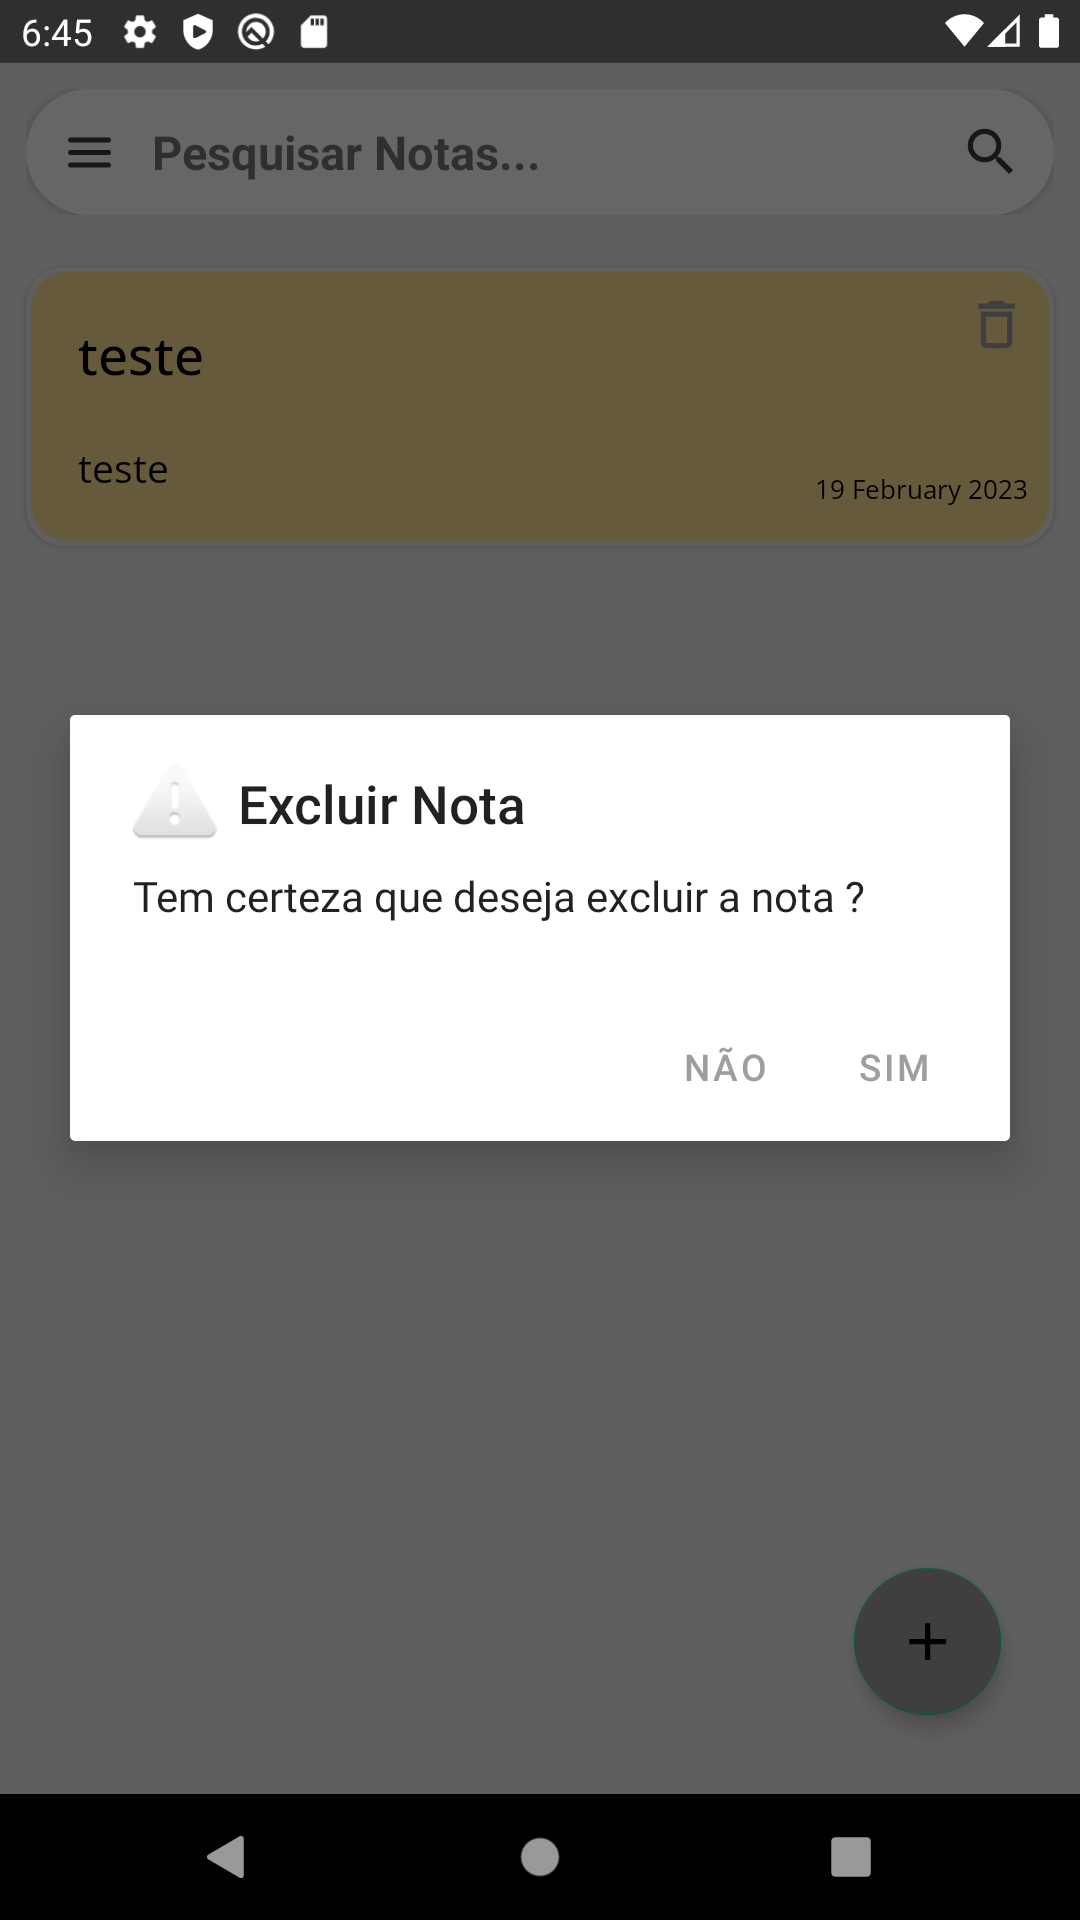 6:45
Pesquisar Notas...
teste
teste
19 February 2023
Excluir Nota
Tem certeza que deseja excluir a nota ?
NÃO SIM